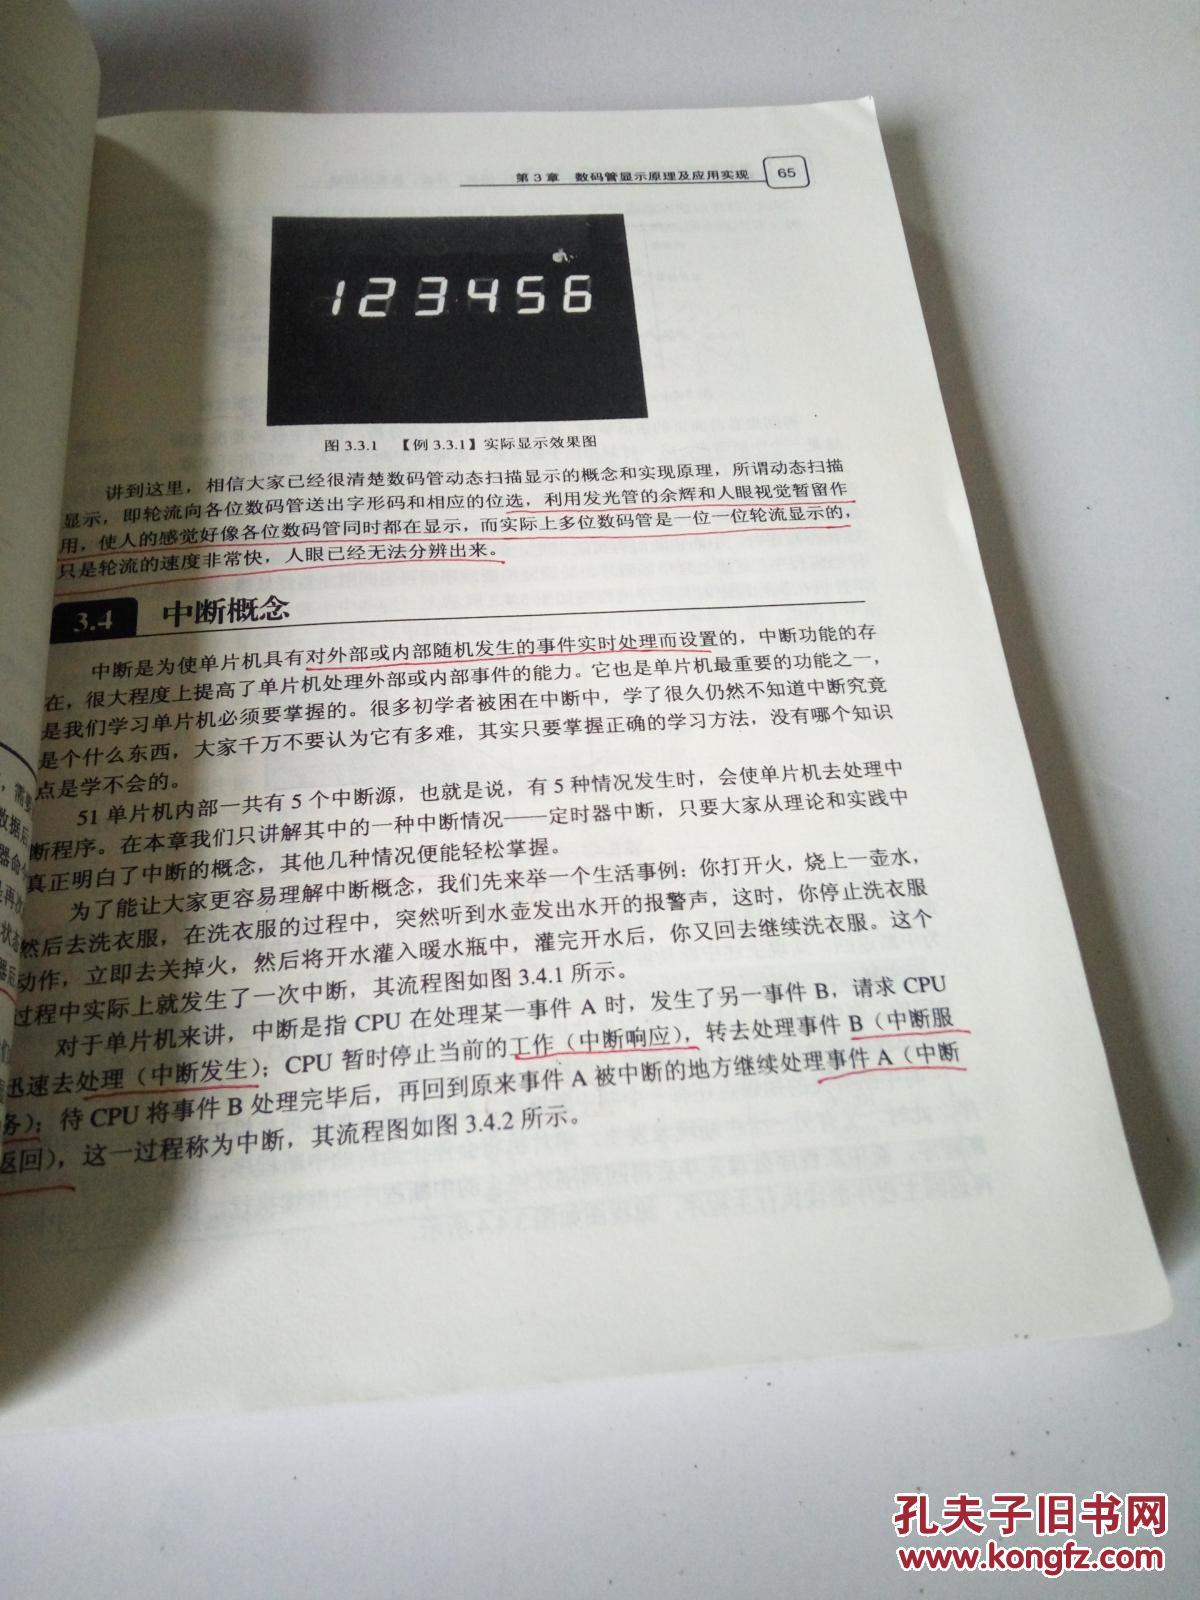 第3章 数码管显示原理及应用实现 65
123456
图 3.3.1 【例 3.3.1】实际显示效果图
讲到这里，相信大家已经很清楚数码管动态扫描显示的概念和实现原理，所谓动态扫描
显示，即轮流向各位数码管送出字形码和相应的位选，利用发光管的余辉和人眼视觉暂留作
用，使人的感觉好像各位数码管同时都在显示，而实际上多位数码管是一位一位轮流显示的，
只是轮流的速度非常快，人眼已经无法分辨出来。
3.4 中断概念
中断是为使单片机具有对外部或内部随机发生的事件实时处理而设置的，中断功能的存
在，很大程度上提高了单片机处理外部或内部事件的能力。它也是单片机最重要的功能之一，
是我们学习单片机必须要掌握的。很多初学者被困在中断中，学了很久仍然不知道中断究竟
是个什么东西，大家千万不要认为它有多难，其实只要掌握正确的学习方法，没有哪个知识
点是学不会的。
51 单片机内部一共有 5 个中断源，也就是说，有 5 种情况发生时，会使单片机去处理中
断程序。在本章我们只讲解其中的一种中断情况——定时器中断，只要大家从理论和实践中
真正明白了中断的概念，其他几种情况便能轻松掌握。
为了能让大家更容易理解中断概念，我们先来举一个生活事例：你打开火，烧上一壶水，
然后去洗衣服，在洗衣服的过程中，突然听到水壶发出水开的报警声，这时，你停止洗衣服
动作，立即去关掉火，然后将开水灌入暖水瓶中，灌完开水后，你又回去继续洗衣服。这个
过程中实际上就发生了一次中断，其流程图如图 3.4.1 所示。
对于单片机来讲，中断是指 CPU 在处理某一事件 A 时，发生了另一事件 B，请求 CPU
迅速去处理（中断发生）；CPU 暂时停止当前的工作（中断响应），转去处理事件 B（中断服
务）；待 CPU 将事件 B 处理完毕后，再回到原来事件 A 被中断的地方继续处理事件 A（中断
返回），这一过程称为中断，其流程图如图 3.4.2 所示。
孔夫子旧书网
www.kongfz.com